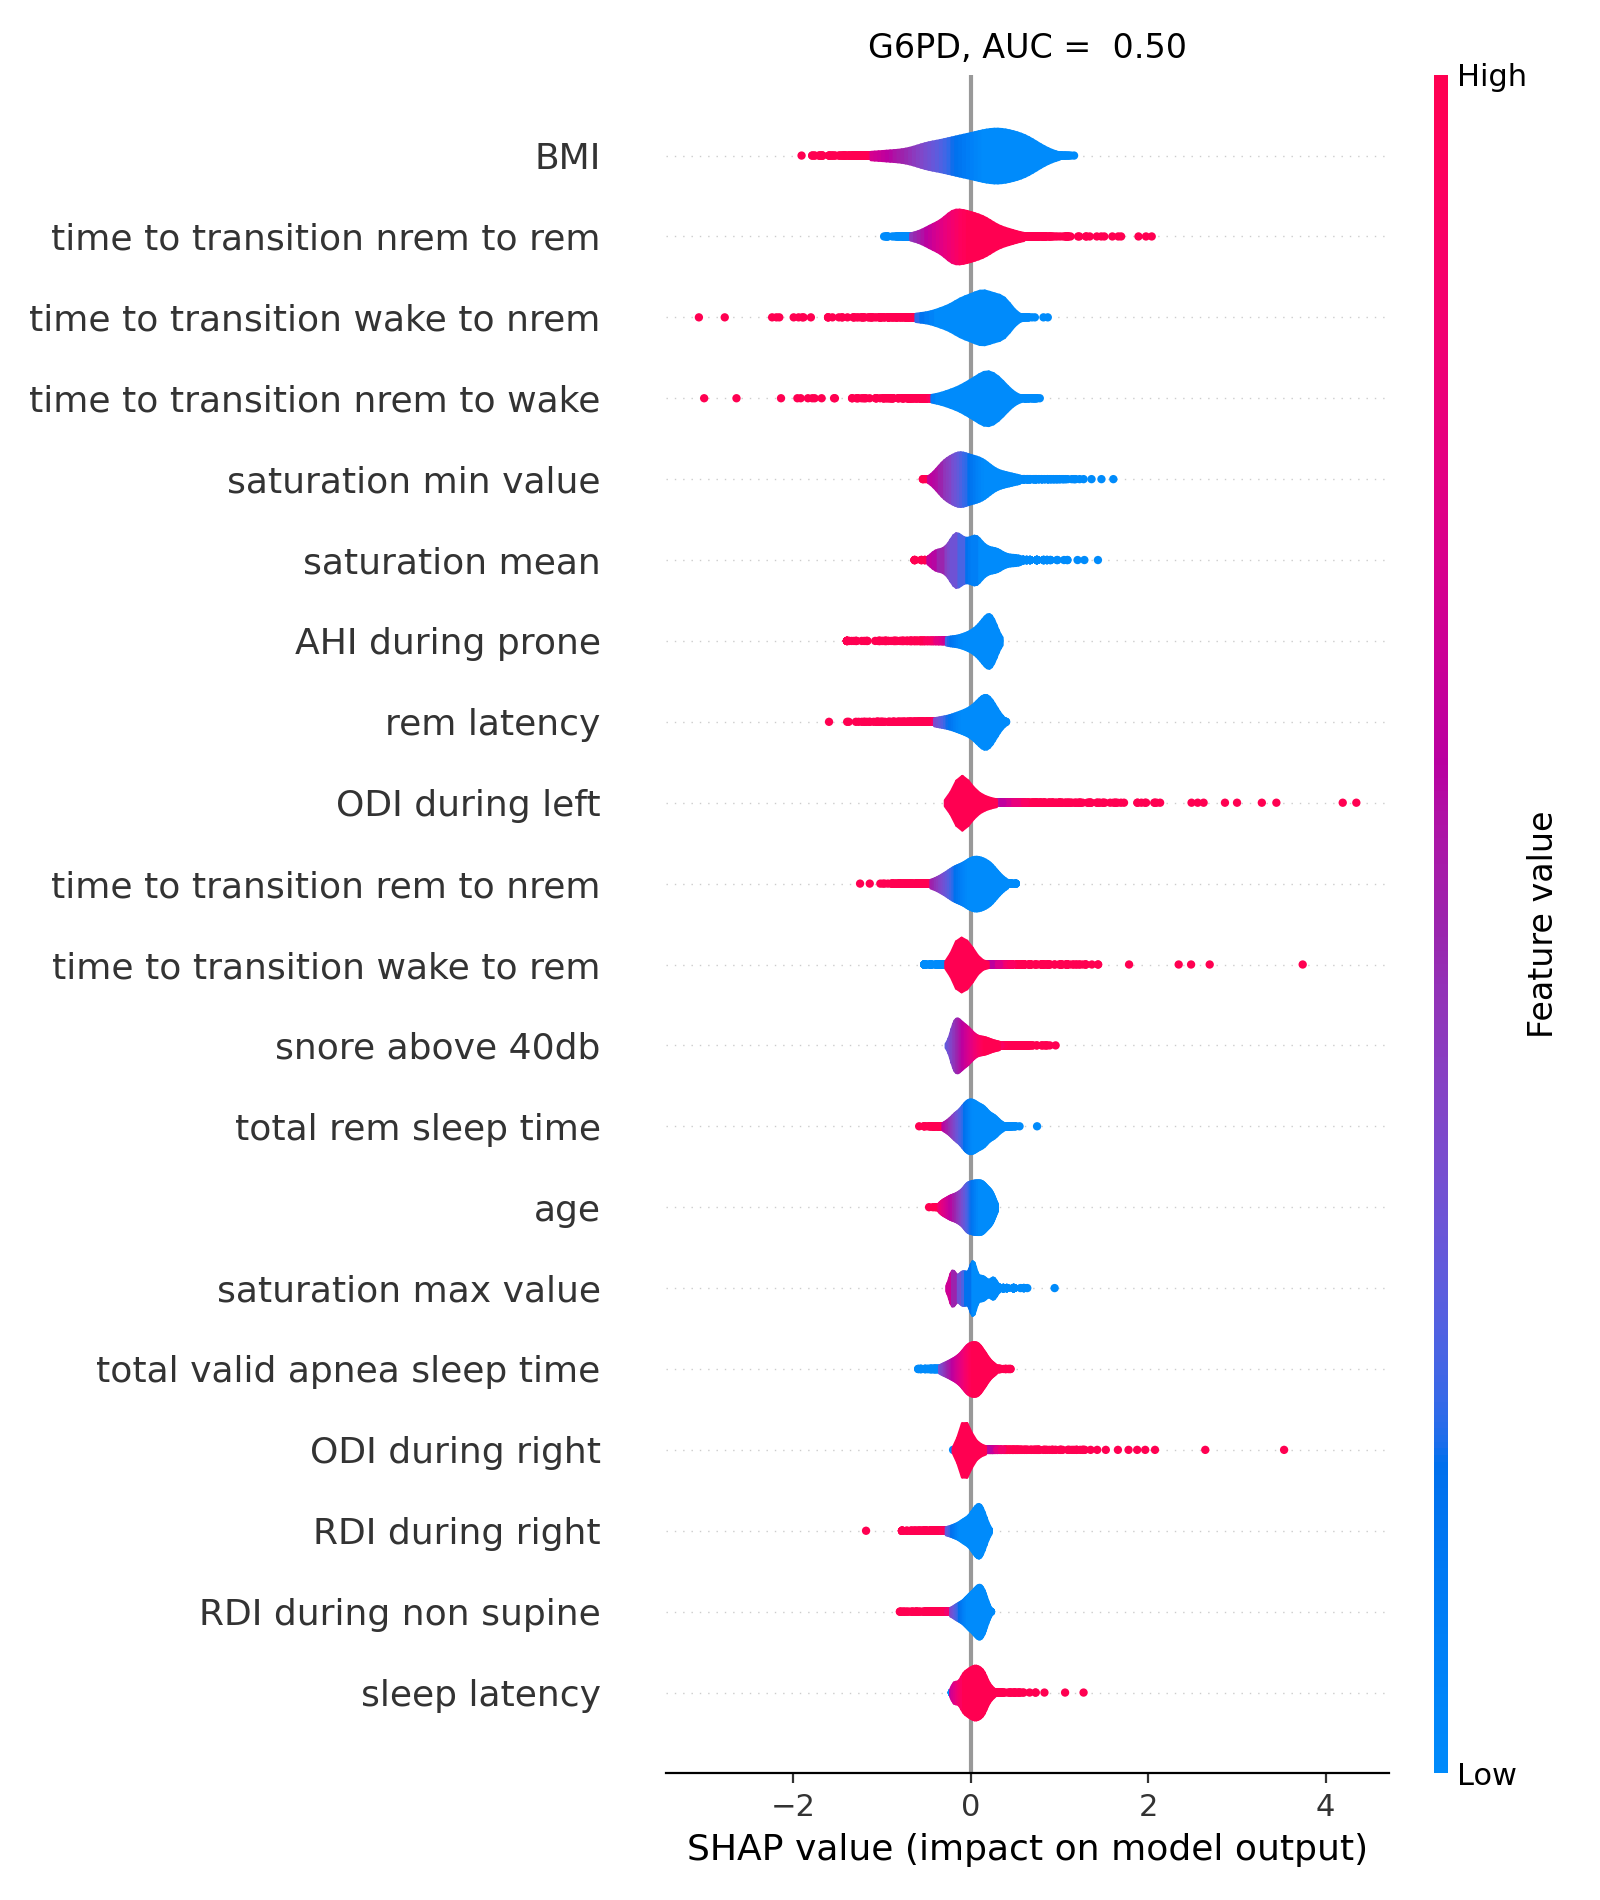 G6PD, AUC =  0.50
High
BMI
time to transition nrem to rem
time to transition wake to nrem
time to transition nrem to wake
saturation min value
saturation mean
AHI during prone
rem latency
ODI during left
time to transition rem to nrem
time to transition wake to rem
snore above 40db
total rem sleep time
age
saturation max value
total valid apnea sleep time
ODI during right
RDI during right
RDI during non supine
sleep latency
Feature value
Low
−2 0 2 4
SHAP value (impact on model output)